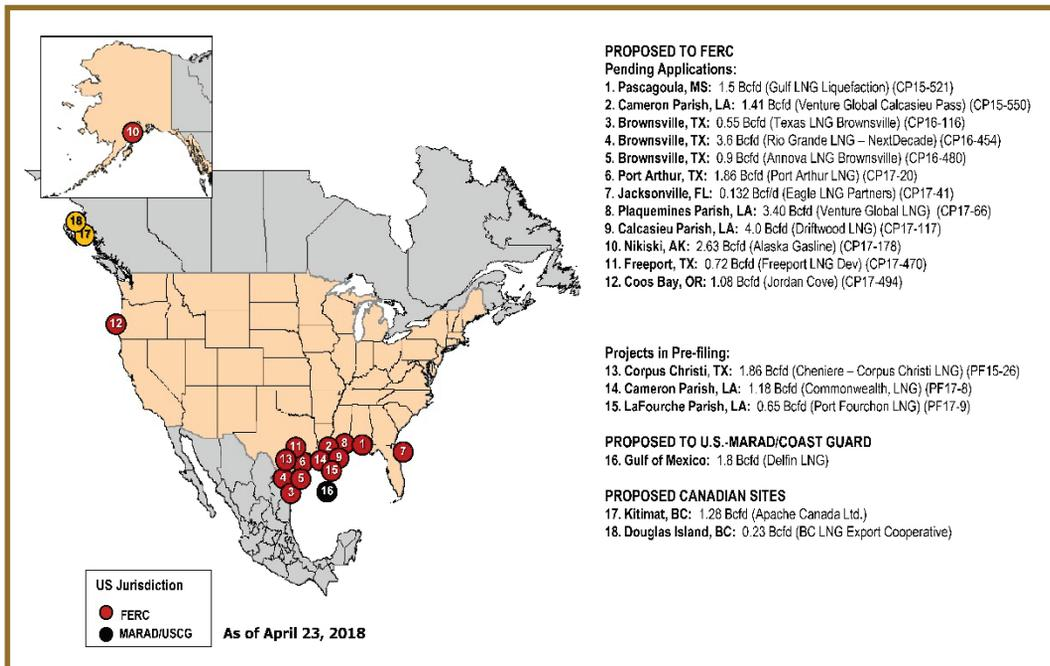 PROPOSED TO FERC
Pending Applications:
1. Pascagoula, MS: 1.5 Bcfd (Gulf LNG Liquefaction) (CP15-521)
2. Cameron Parish, LA: 1.41 Bcfd (Venture Global Calcasieu Pass) (CP15-550)
3. Brownsville, TX: 0.55 Bcfd (Texas LNG Brownsville) (CP16-116)
4. Brownsville, TX: 3.6 Bcfd (Rio Grande LNG – NextDecade) (CP16-454)
5. Brownsville, TX: 0.9 Bcfd (Annova LNG Brownsville) (CP16-480)
6. Port Arthur, TX: 1.86 Bcfd (Port Arthur LNG) (CP17-20)
7. Jacksonville, FL: 0.132 Bcf/d (Eagle LNG Partners) (CP17-41)
8. Plaquemines Parish, LA: 3.40 Bcfd (Venture Global LNG) (CP17-66)
9. Calcasieu Parish, LA: 4.0 Bcfd (Driftwood LNG) (CP17-117)
10. Nikiski, AK: 2.63 Bcfd (Alaska Gasline) (CP17-178)
11. Freeport, TX: 0.72 Bcfd (Freeport LNG Dev) (CP17-470)
12. Coos Bay, OR: 1.08 Bcfd (Jordan Cove) (CP17-494)
Projects in Pre-filing:
13. Corpus Christi, TX: 1.86 Bcfd (Cheniere – Corpus Christi LNG) (PF15-26)
14. Cameron Parish, LA: 1.18 Bcfd (Commonwealth, LNG) (PF17-8)
15. LaFourche Parish, LA: 0.65 Bcfd (Port Fourchon LNG) (PF17-9)
PROPOSED TO U.S.-MARAD/COAST GUARD
16. Gulf of Mexico: 1.8 Bcfd (Delfin LNG)
PROPOSED CANADIAN SITES
17. Kitimat, BC: 1.28 Bcfd (Apache Canada Ltd.)
18. Douglas Island, BC: 0.23 Bcfd (BC LNG Export Cooperative)
10
18
17
12
11
2
8
1
7
13
6
14
9
15
4
5
3
16
US Jurisdiction
FERC
MARAD/USCG
As of April 23, 2018